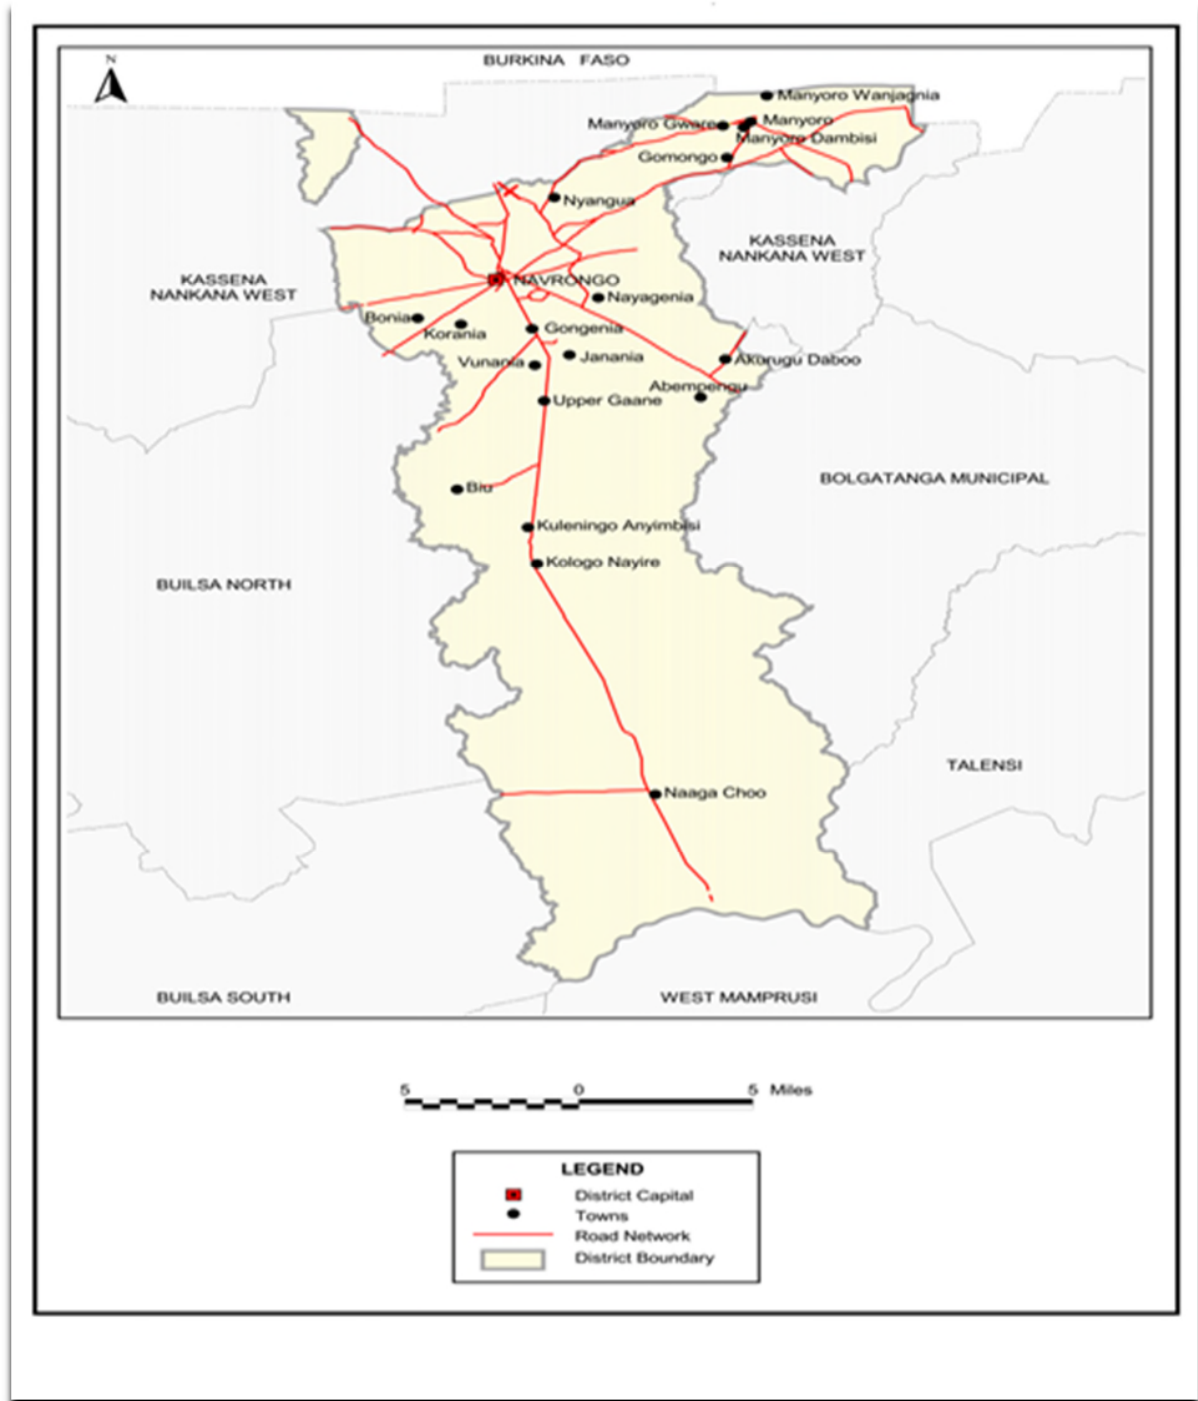 N
BURKINA FASO
Manyoro Wanjagnia
Manyoro Gware
Manyoro
Manyoro Dambisi
Gomongo
Nyangua
KASSENA
NANKANA WEST
KASSENA
NANKANA WEST
NAVRONGO
Nayagenia
Bonia
Korania
Gongenia
Vunania
Janania
Akurugu Daboo
Abempengu
Upper Gaane
BOLGATANGA MUNICIPAL
Biu
Kuleningo Anyimbisi
Kologo Nayire
BUILSA NORTH
TALENSI
Naaga Choo
BUILSA SOUTH
WEST MAMPRUSI
5 0 5 Miles
LEGEND
District Capital
Towns
Road Network
District Boundary